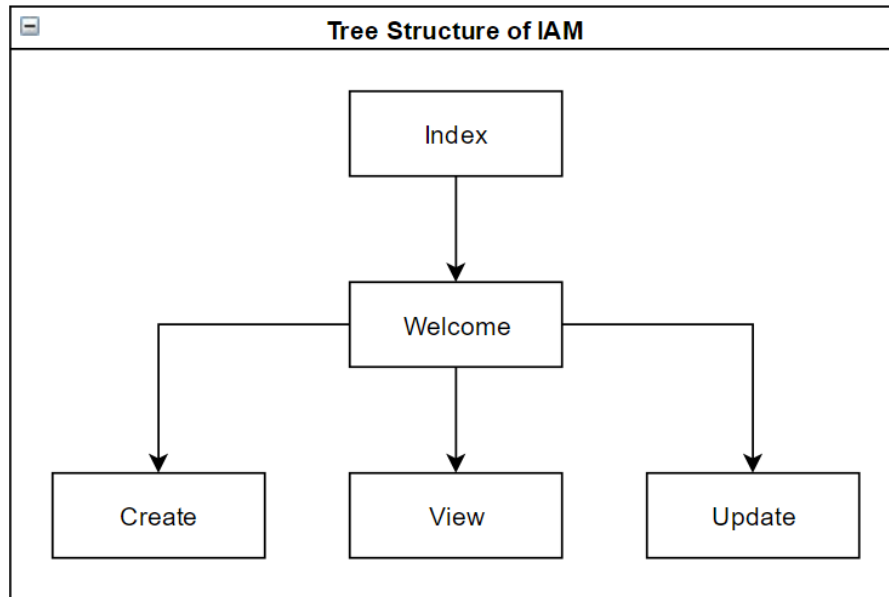 Tree Structure of IAM
Index
Welcome
Create
View
Update